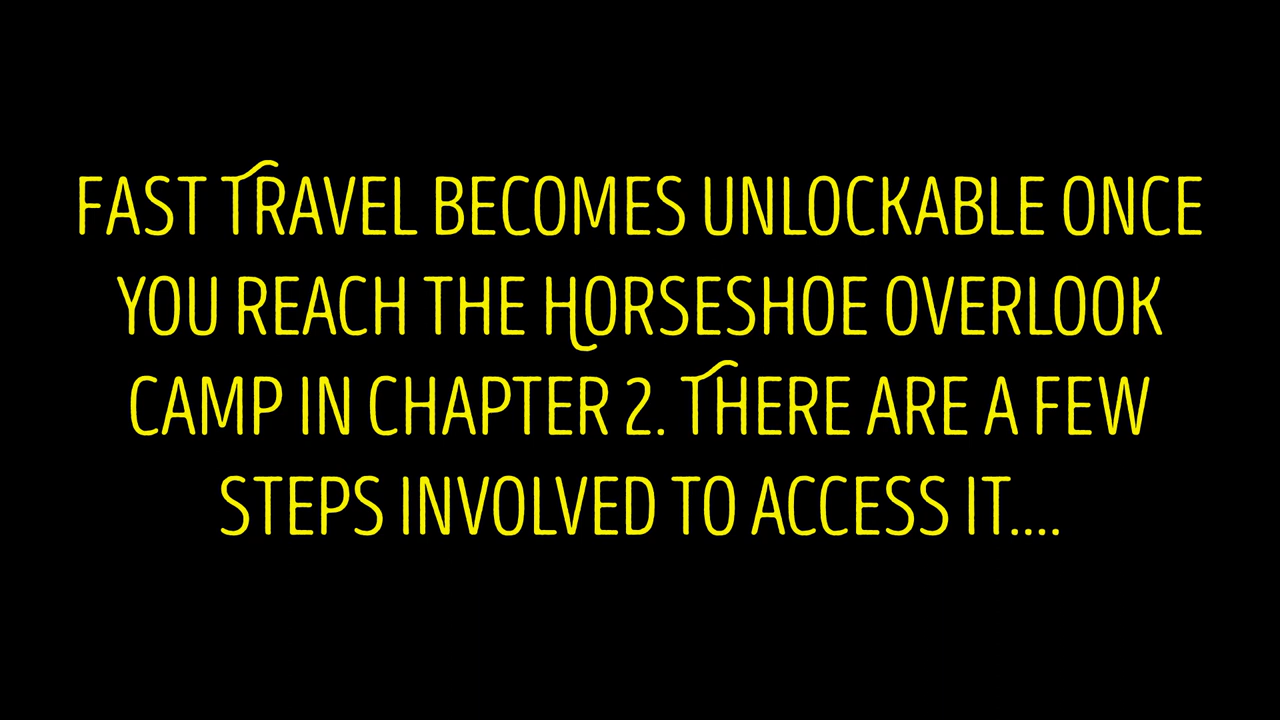 FAST TRAVEL BECOMES UNLOCKABLE ONCE
YOU REACH THE HORSESHOE OVERLOOK
CAMP IN CHAPTER 2. THERE ARE A FEW
STEPS INVOLVED TO ACCESS IT....